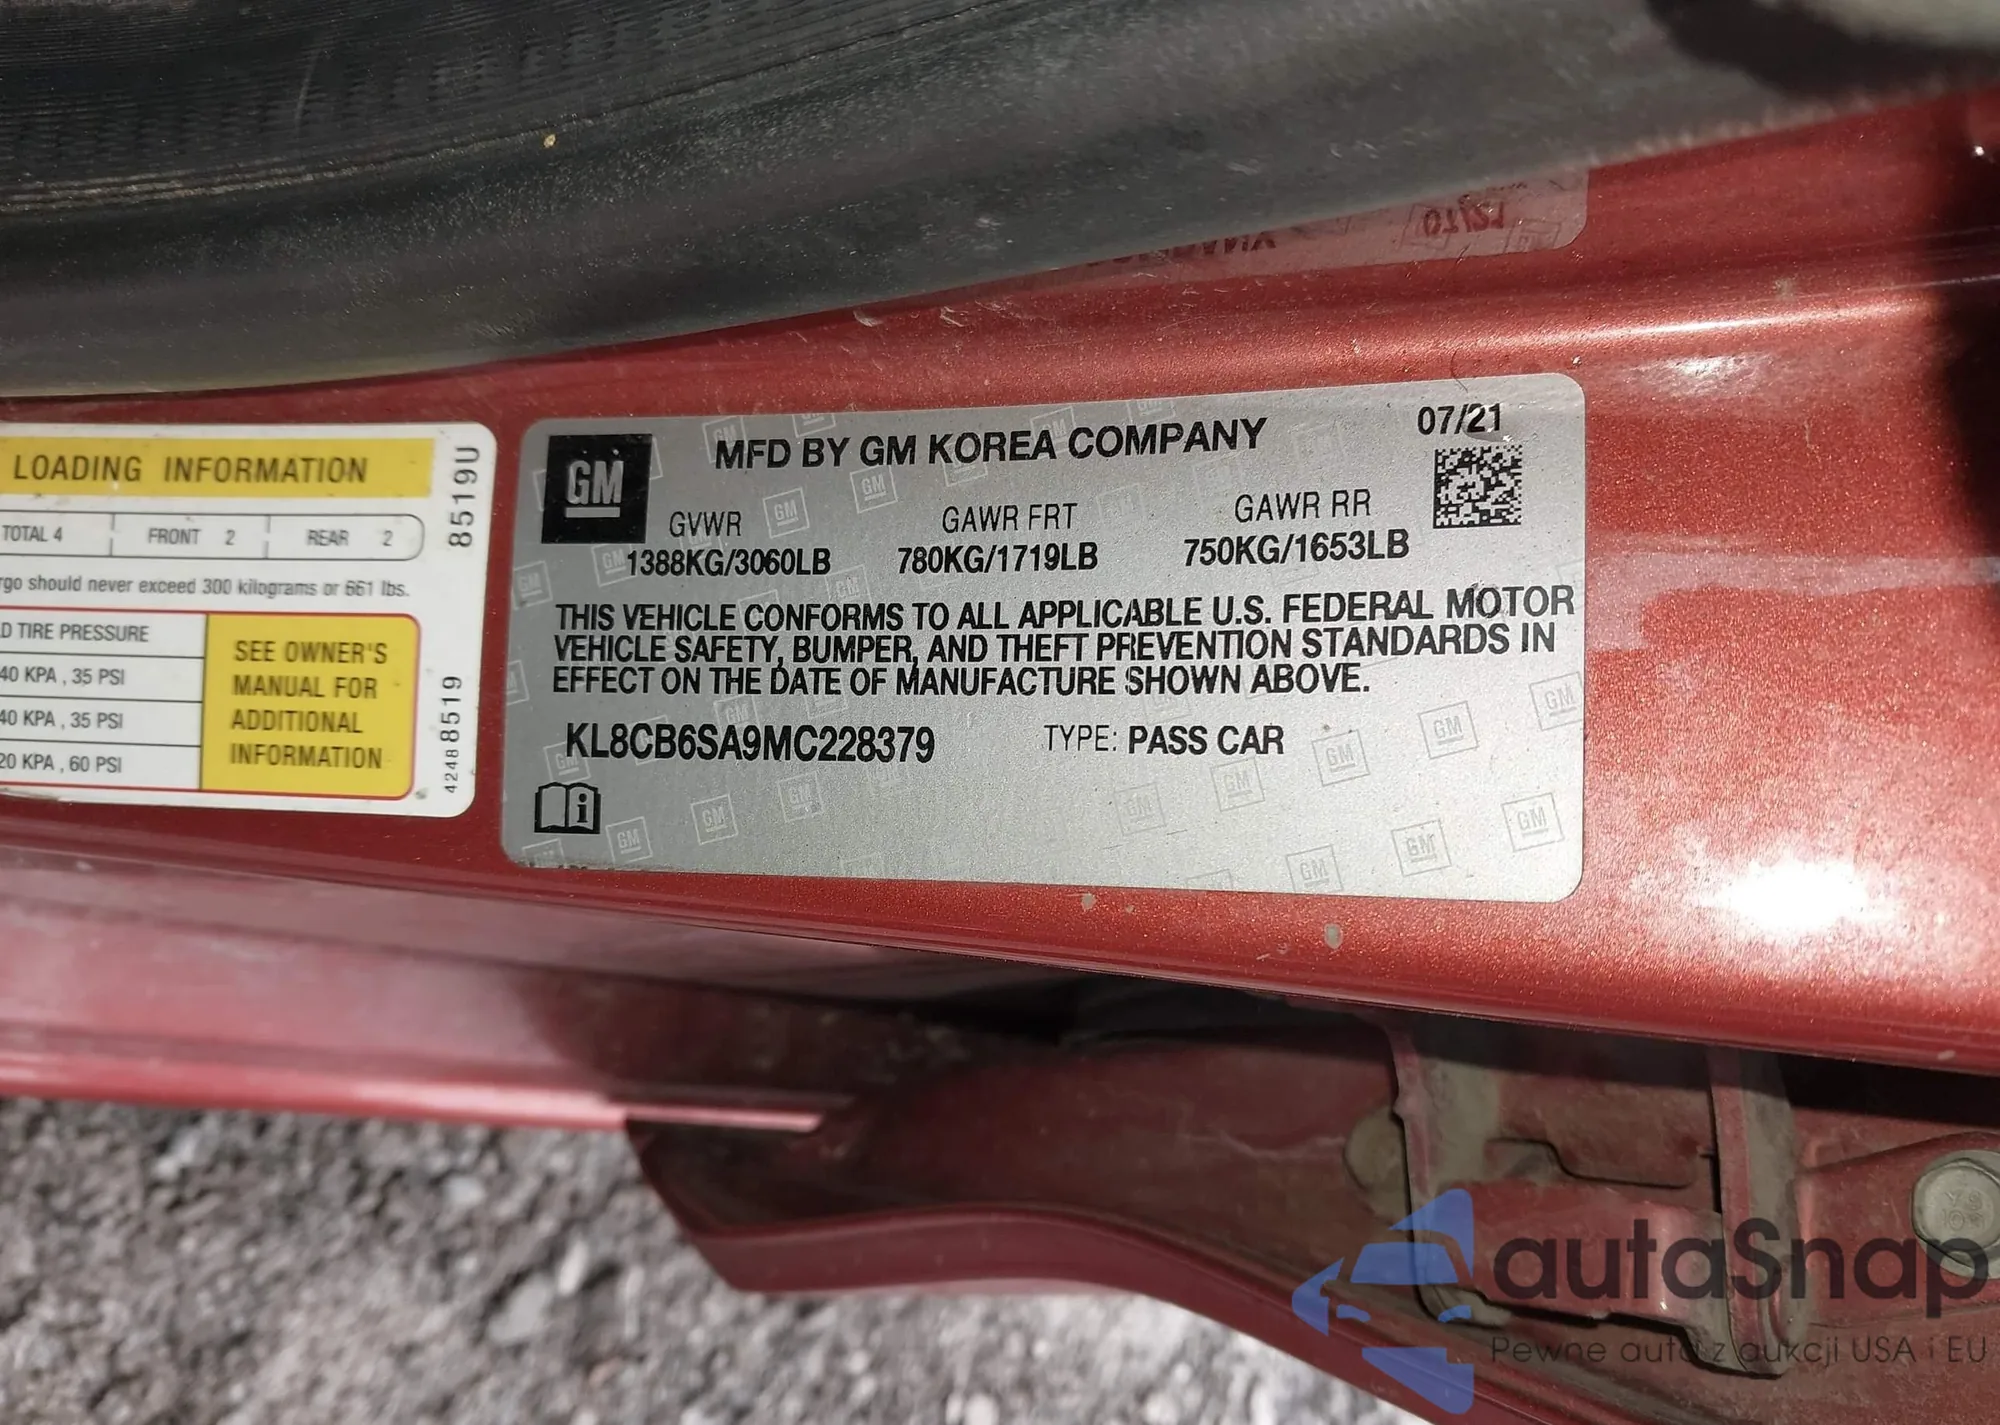 LOADING INFORMATION
TOTAL 4 FRONT 2 REAR 2
rgo should never exceed 300 kilograms or 661 lbs.
D TIRE PRESSURE
40 KPA , 35 PSI
40 KPA , 35 PSI
20 KPA , 60 PSI
SEE OWNER'S
MANUAL FOR
ADDITIONAL
INFORMATION
8519U
42488519
GM
MFD BY GM KOREA COMPANY 07/21
GVWR GAWR FRT GAWR RR
1388KG/3060LB 780KG/1719LB 750KG/1653LB
THIS VEHICLE CONFORMS TO ALL APPLICABLE U.S. FEDERAL MOTOR
VEHICLE SAFETY, BUMPER, AND THEFT PREVENTION STANDARDS IN
EFFECT ON THE DATE OF MANUFACTURE SHOWN ABOVE.
KL8CB6SA9MC228379 TYPE: PASS CAR
autaSnap
Pewne auta z aukcji USA i EU